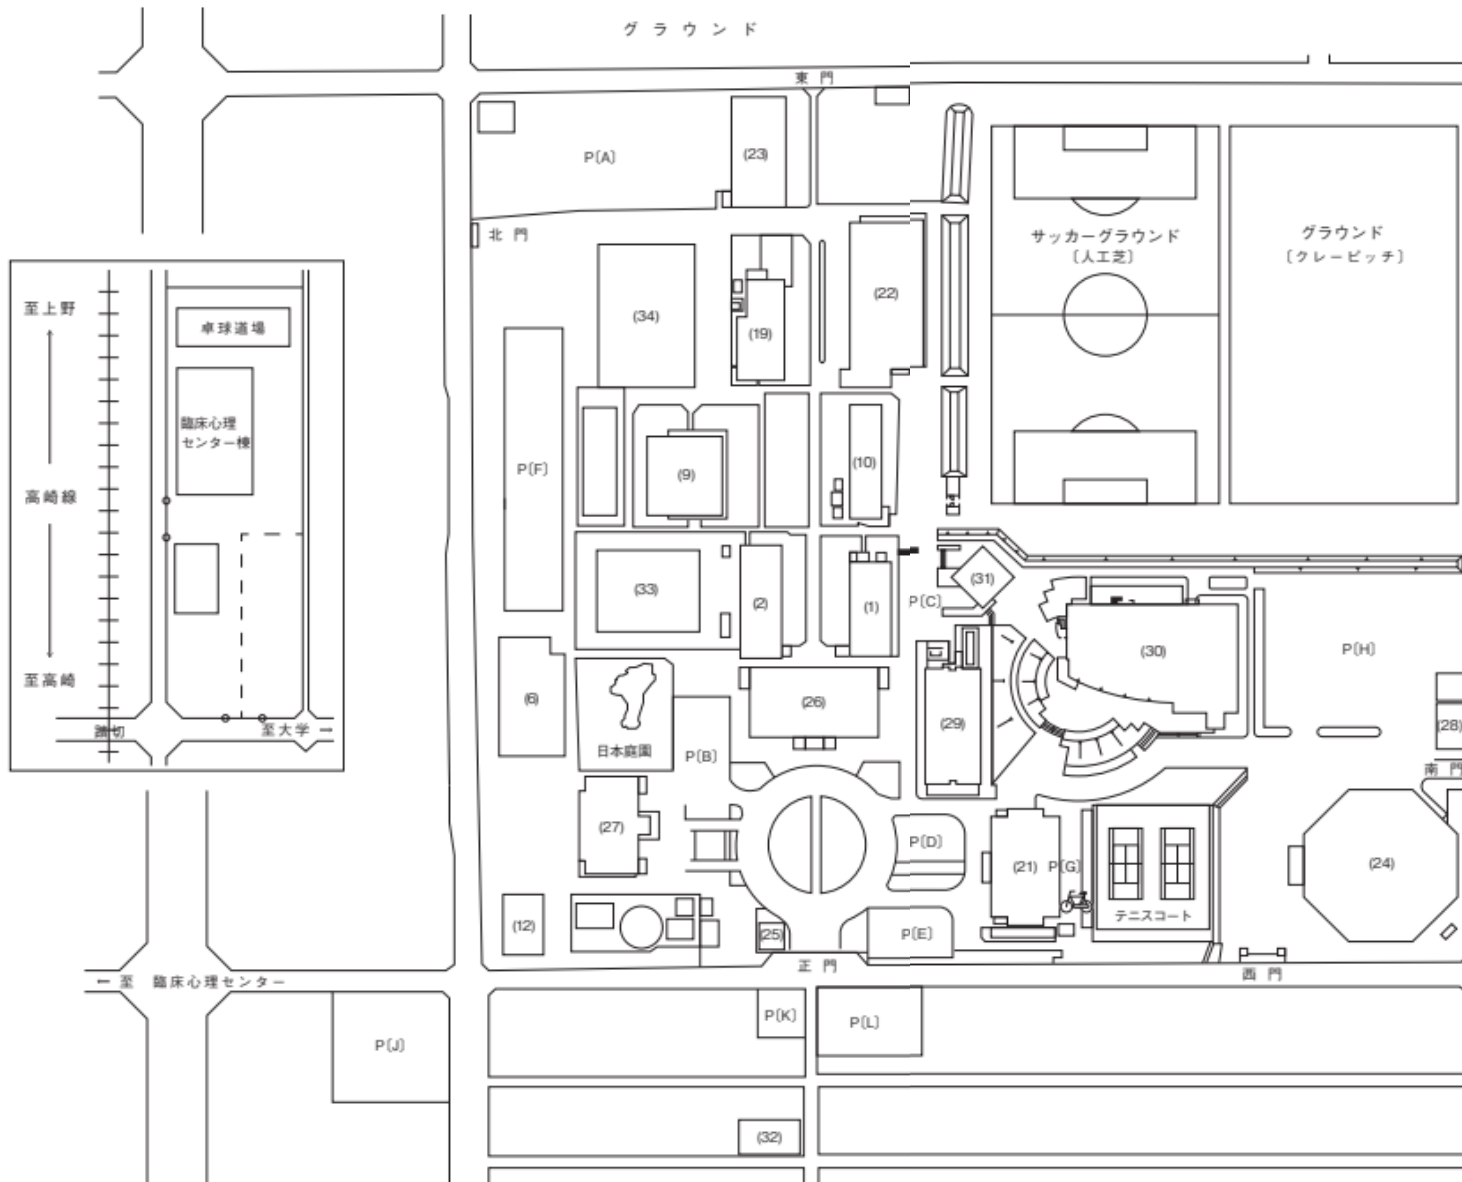 グラウンド
東門
P〔A〕
(23)
北門
サッカーグラウンド
〔人工芝〕
グラウンド
〔クレーピッチ〕
(22)
(34)
(19)
至上野
卓球道場
臨床心理
センター棟
高崎線
至高崎
踏切
至大学 →
P〔F〕
(9)
(10)
(33)
(2)
(1)
P〔C〕
(31)
(30)
P〔H〕
(6)
日本庭園
P〔B〕
(26)
(29)
(28)
南門
(27)
P〔D〕
(21)
P〔G〕
テニスコート
(24)
(12)
(25)
P〔E〕
正門
西門
← 至 臨床心理センター
P〔J〕
P〔K〕
P〔L〕
(32)